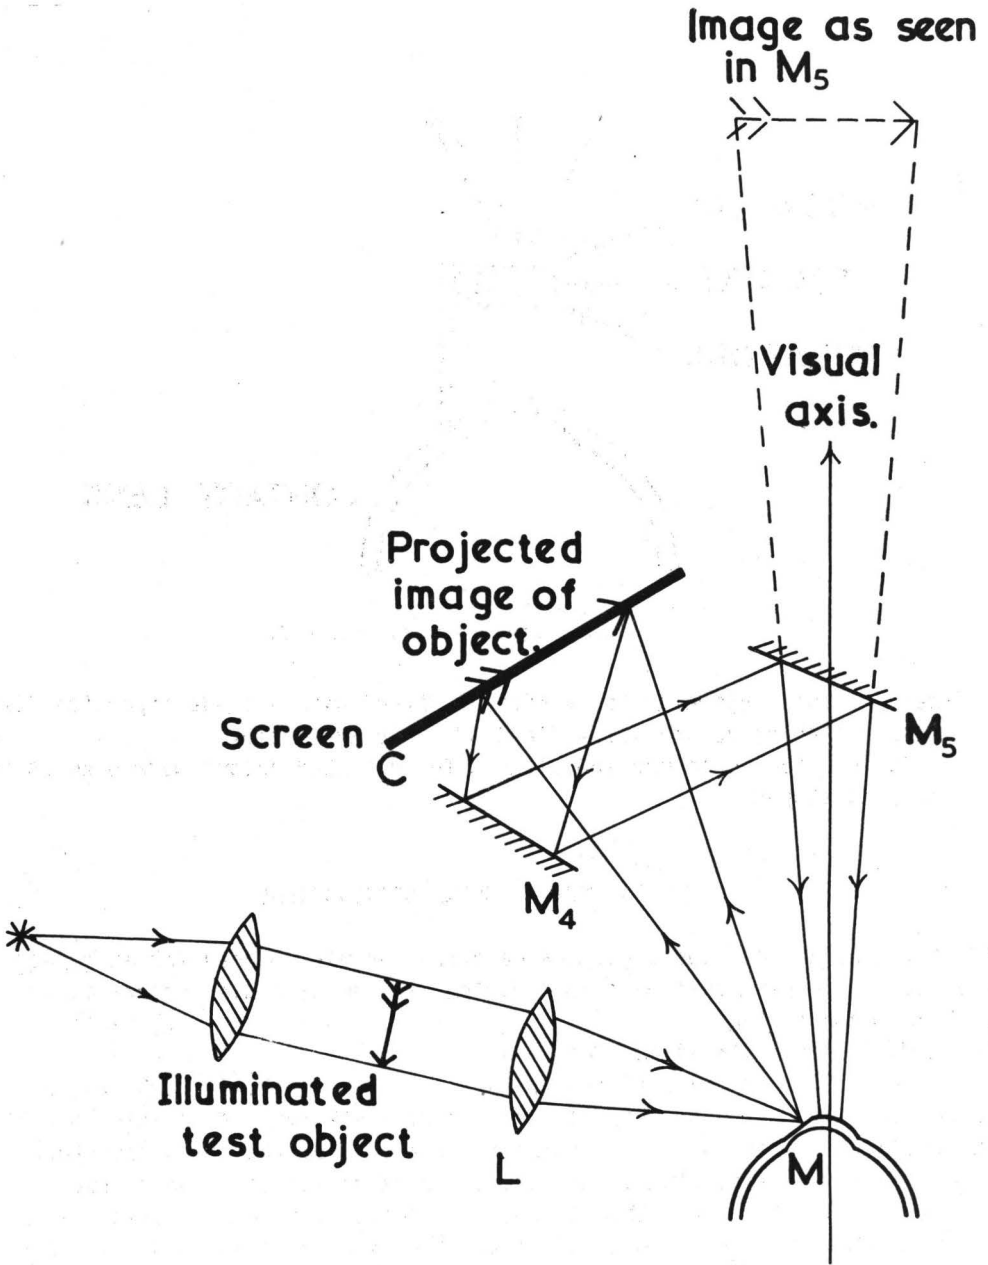 Image as seen
in M5
Visual
axis.
Projected
image of
object.
Screen
C
M5
M4
Illuminated
test object
L
M